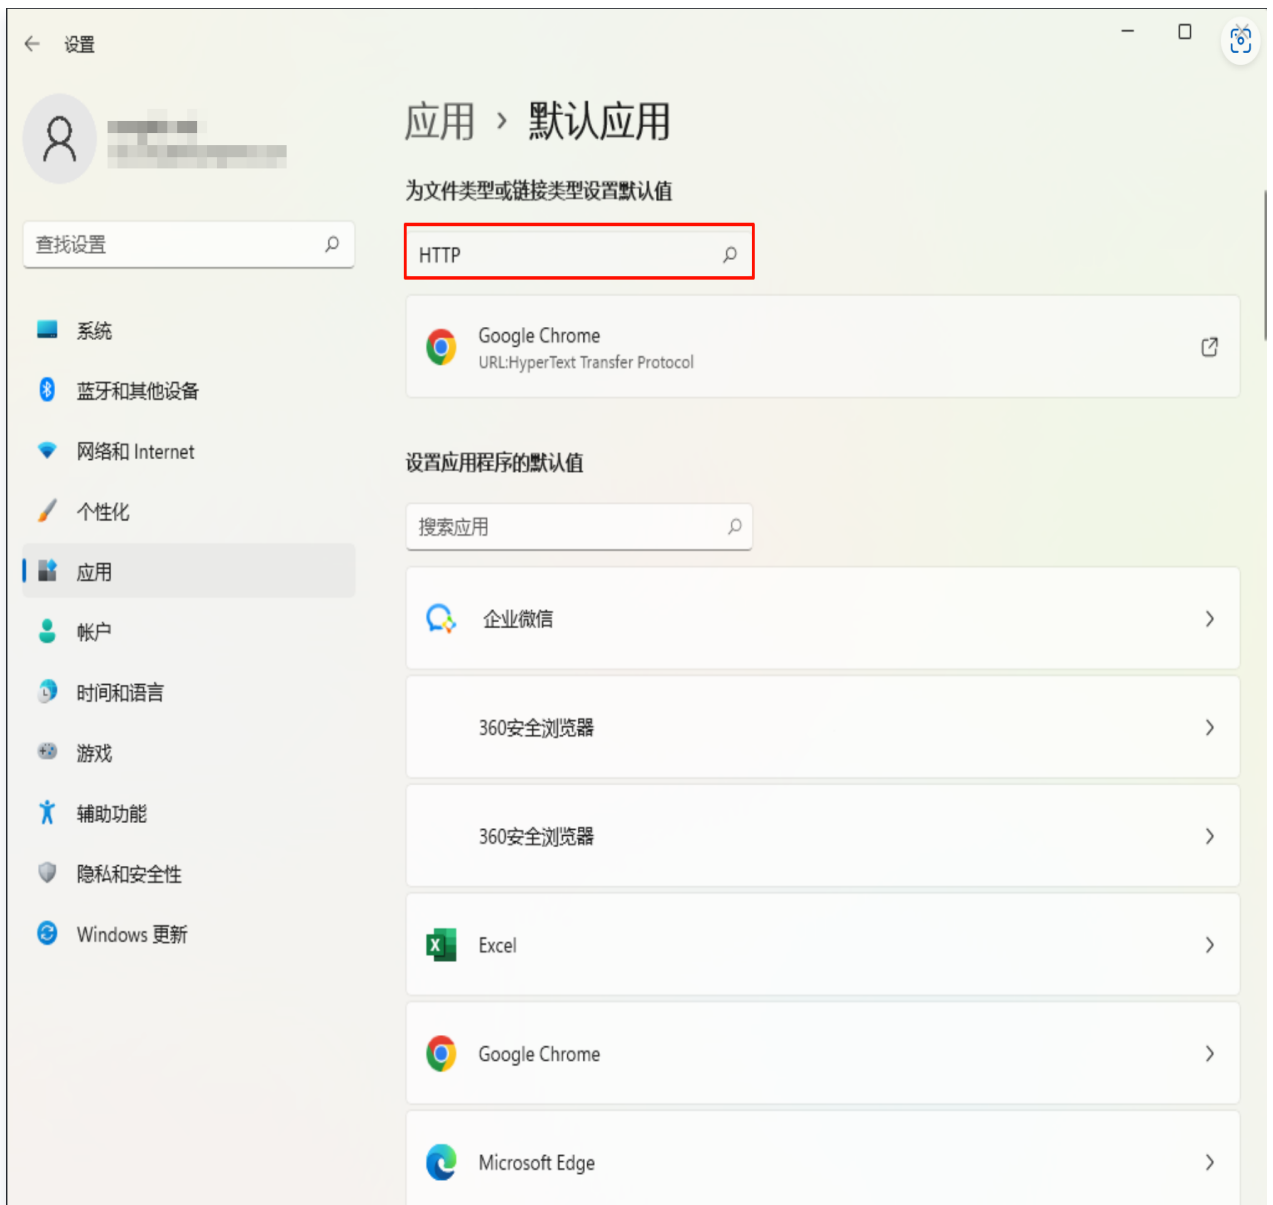 设置
应用 › 默认应用
为文件类型或链接类型设置默认值
查找设置
HTTP
Google Chrome
URL:HyperText Transfer Protocol
系统
蓝牙和其他设备
网络和 Internet
个性化
应用
帐户
时间和语言
游戏
辅助功能
隐私和安全性
Windows 更新
设置应用程序的默认值
搜索应用
企业微信
360安全浏览器
360安全浏览器
Excel
Google Chrome
Microsoft Edge